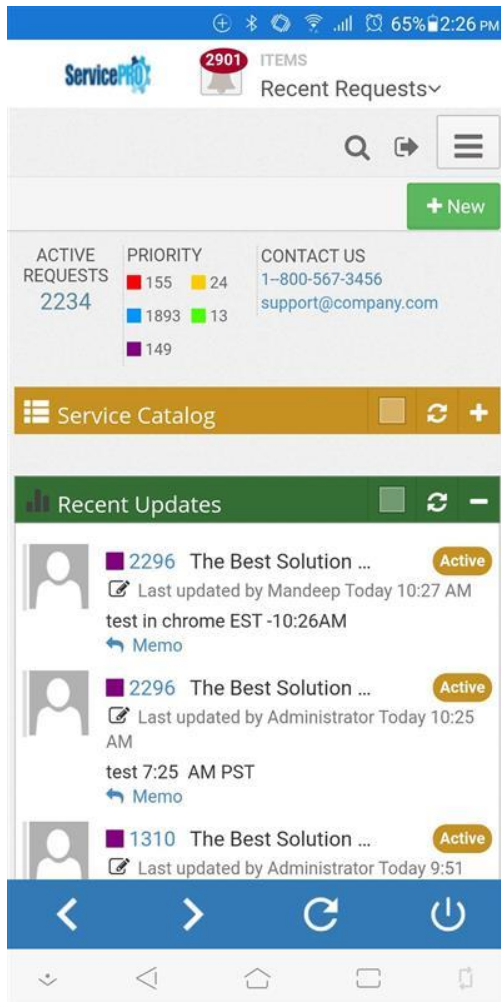 65% 2:26 PM
ServicePRO
2901
ITEMS
Recent Requests
+ New
ACTIVE REQUESTS
2234
PRIORITY
155 24
1893 13
149
CONTACT US
1--800-567-3456
support@company.com
Service Catalog
Recent Updates
2296 The Best Solution ... Active
Last updated by Mandeep Today 10:27 AM
test in chrome EST -10:26AM
Memo
2296 The Best Solution ... Active
Last updated by Administrator Today 10:25
AM
test 7:25 AM PST
Memo
1310 The Best Solution ... Active
Last updated by Administrator Today 9:51